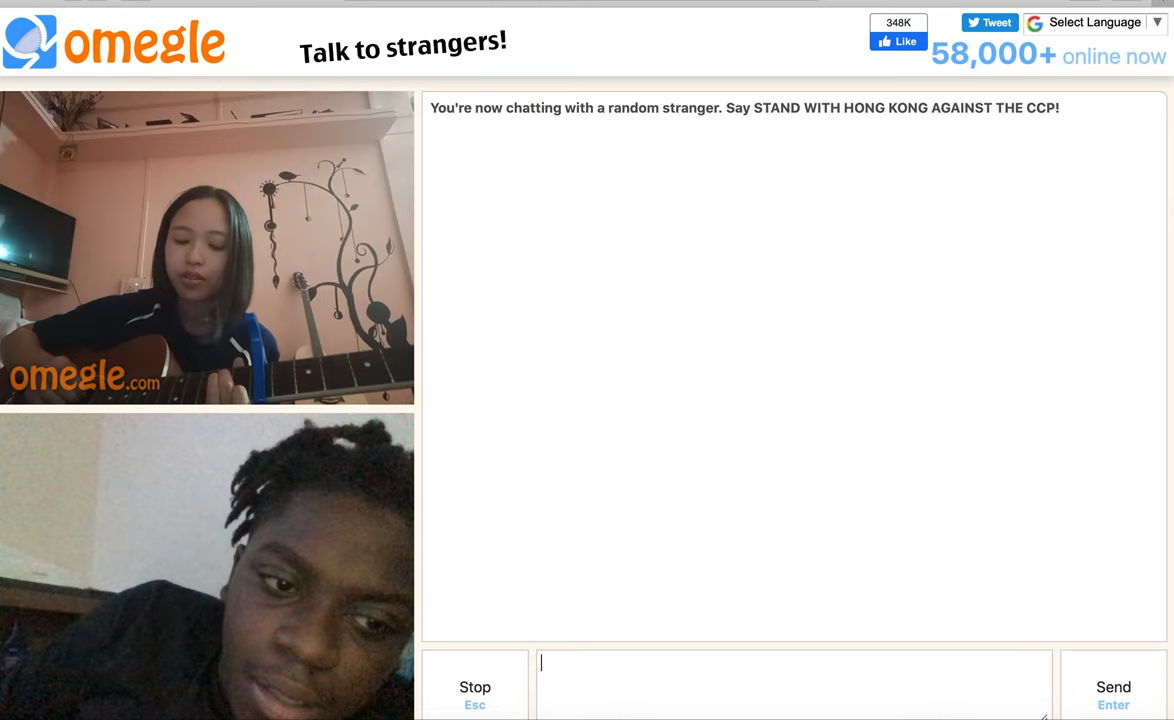 omegle
Talk to strangers!
348K
Like
Tweet
Select Language ▼
58,000+ online now
You're now chatting with a random stranger. Say STAND WITH HONG KONG AGAINST THE CCP!
omegle.com
Stop
Esc
Send
Enter